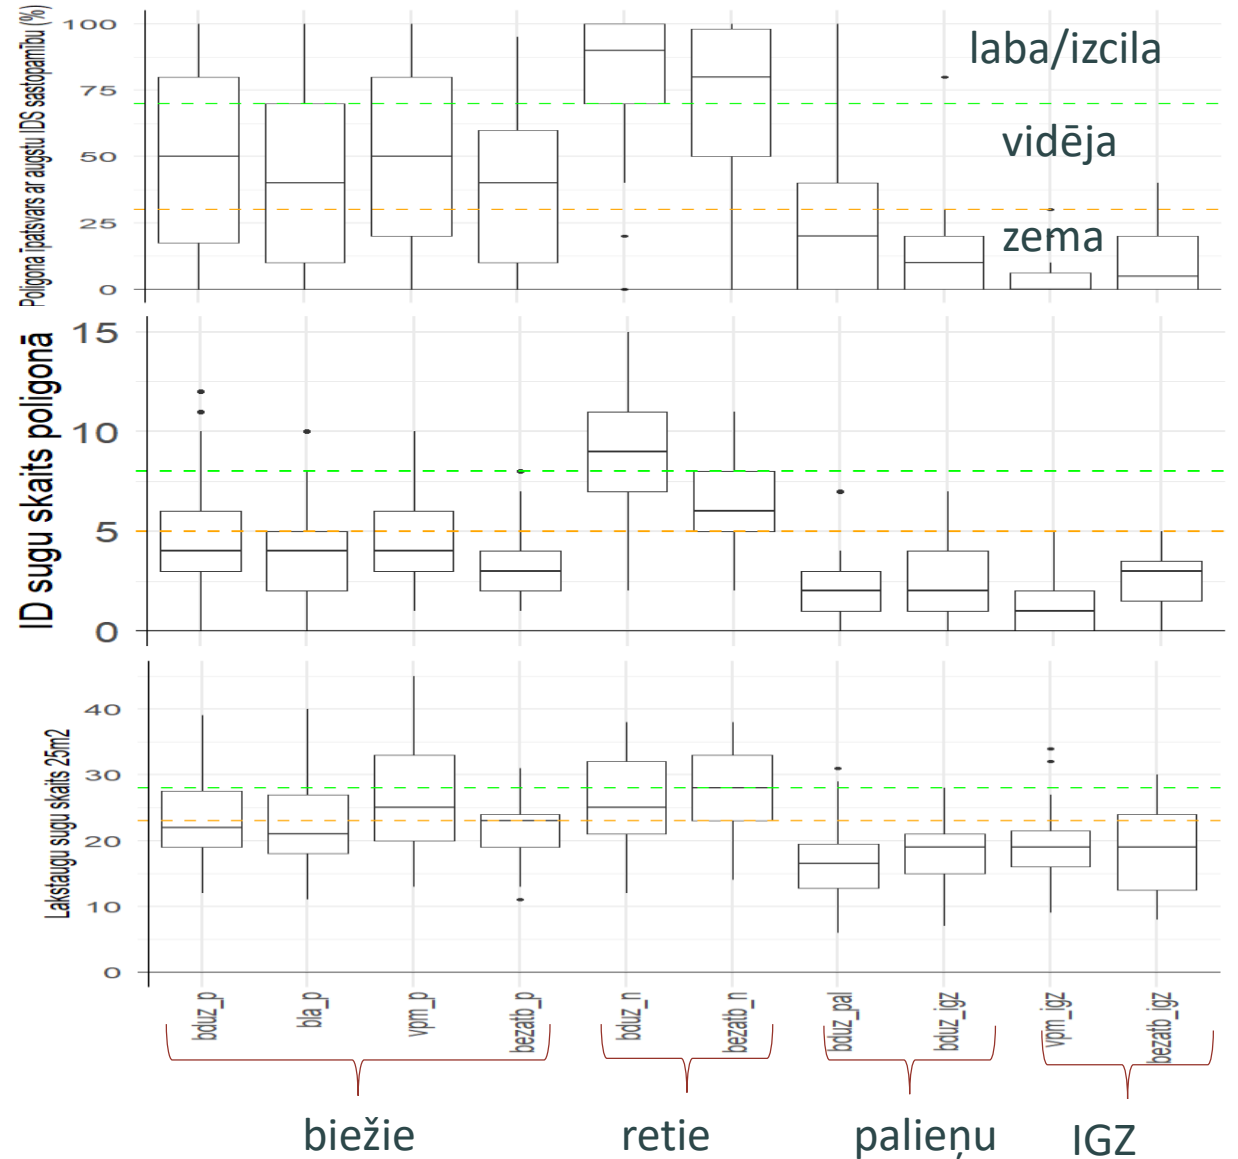 Poligona īpatsvars ar augstu IDS sastopamību (%)
100
75
50
25
0
laba/izcila
vidēja
zema
ID sugu skaits poligonā
15
10
5
0
Lakstaugu sugu skaits 25m2
40
30
20
10
0
bduz_p
bla_p
vpm_p
bezatb_p
bduz_n
bezatb_n
bduz_pal
bduz_igz
vpm_igz
bezatb_igz
biežie
retie
palieņu
IGZ